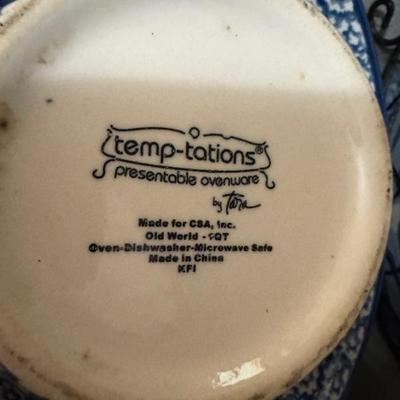 temp-tations®
presentable ovenware
by Tara
Made for CSA, Inc.
Old World -
Oven-Dishwasher-Microwave Safe
Made in China
KFI